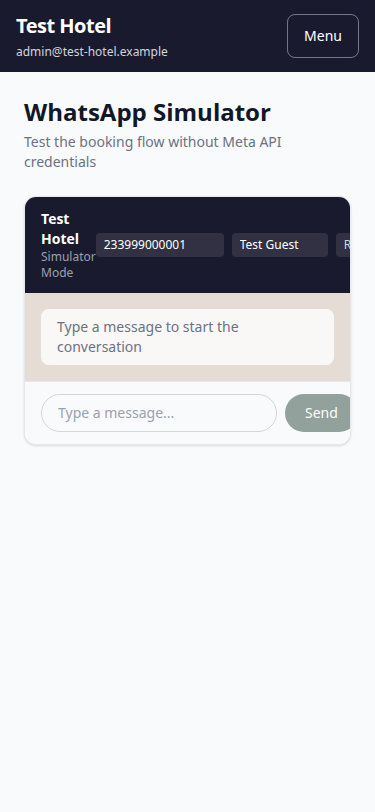 Test Hotel
admin@test-hotel.example
Menu
WhatsApp Simulator
Test the booking flow without Meta API
credentials
Test
Hotel
Simulator
Mode
233999000001
Test Guest
Type a message to start the
conversation
Type a message...
Send